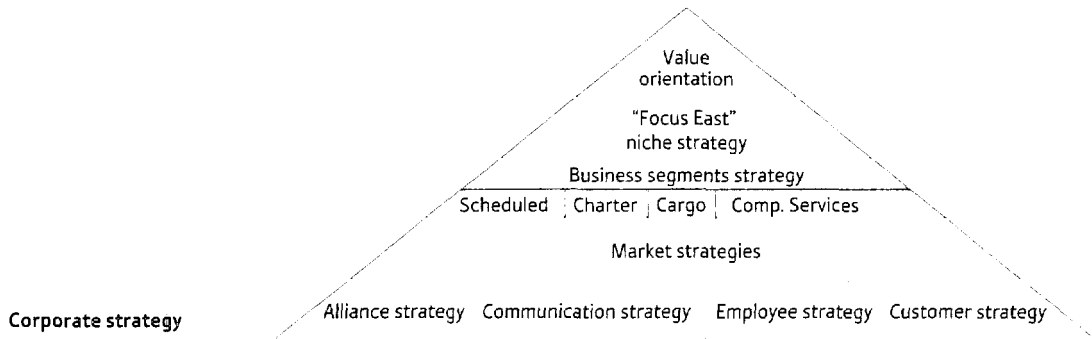 Value
orientation
"Focus East"
niche strategy
Business segments strategy
Scheduled Charter Cargo Comp. Services
Market strategies
Alliance strategy Communication strategy Employee strategy Customer strategy
Corporate strategy